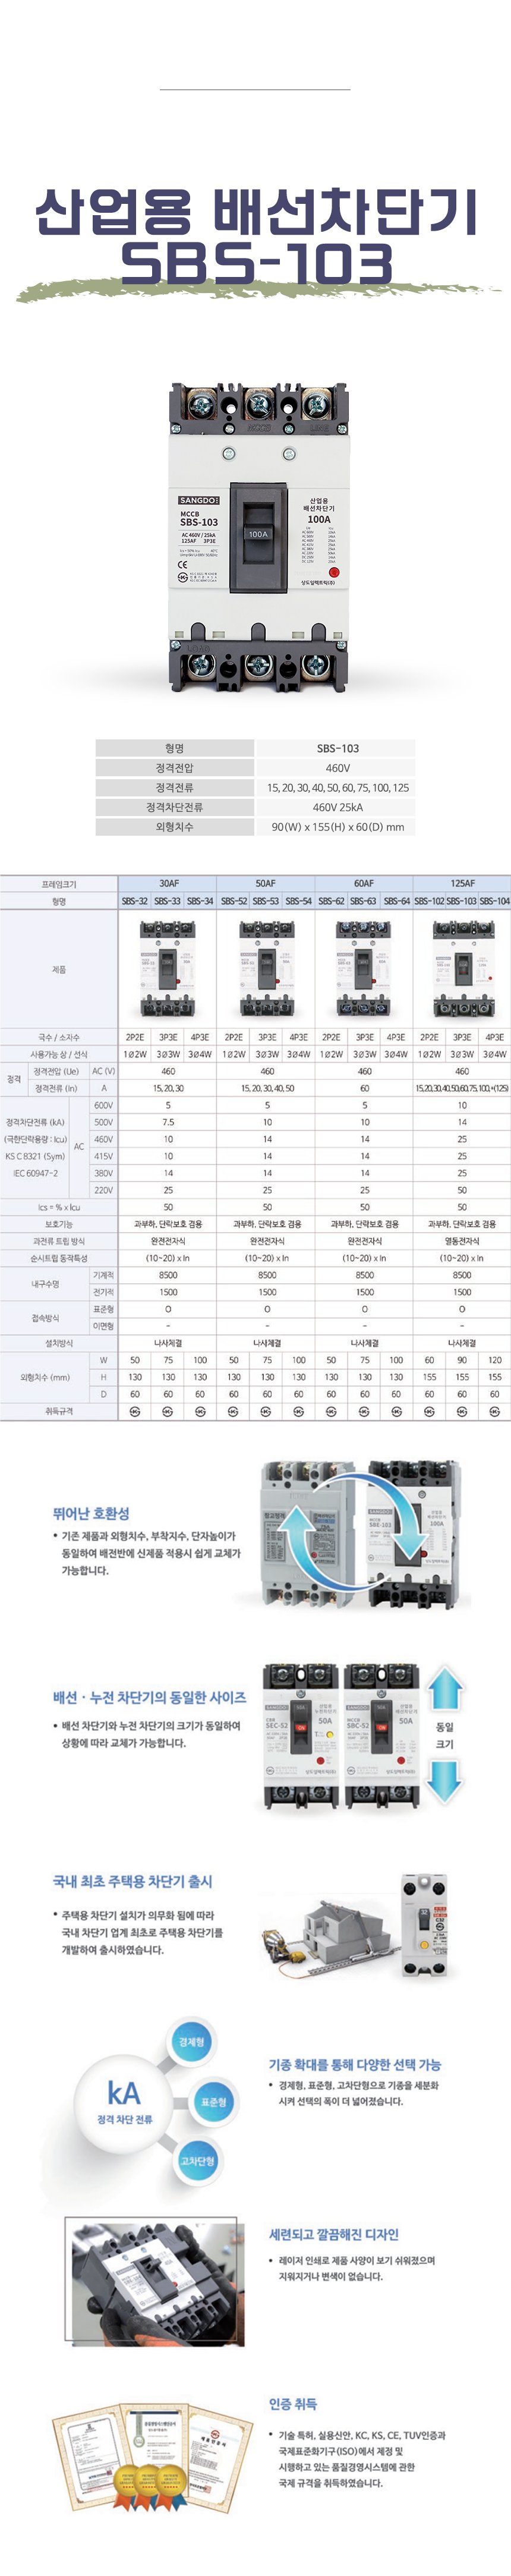 산업용 배선차단기
SBS-103
MCCB
SANGDO
MCCB
SBS-103
AC 460V / 25kA
125AF 3P3E
CE
100A
산업용
배선차단기
100A
상도일렉트릭(주)
형명 SBS-103
정격전압 460V
정격전류 15, 20, 30, 40, 50, 60, 75, 100, 125
정격차단전류 460V 25kA
외형치수 90(W) x 155(H) x 60(D) mm
프레임크기 30AF 50AF 60AF 125AF
형명 SBS-32 SBS-33 SBS-34 SBS-52 SBS-53 SBS-54 SBS-62 SBS-63 SBS-64 SBS-102 SBS-103 SBS-104
제품
극수 / 소자수 2P2E 3P3E 4P3E 2P2E 3P3E 4P3E 2P2E 3P3E 4P3E 2P2E 3P3E 4P3E
사용가능 상 / 선식 1Ø2W 3Ø3W 3Ø4W 1Ø2W 3Ø3W 3Ø4W 1Ø2W 3Ø3W 3Ø4W 1Ø2W 3Ø3W 3Ø4W
정격 정격전압 (Ue) AC (V) 460 460 460 460
정격전류 (In) A 15, 20, 30 15, 20, 30, 40, 50 60 15,20,30,40,50,60,75,100,*(125)
정격차단전류 (kA)
(극한단락용량 : Icu)
KS C 8321 (Sym)
IEC 60947-2
AC
600V 5 5 5 10
500V 7.5 10 10 14
460V 10 14 14 25
415V 10 14 14 25
380V 14 14 14 25
220V 25 25 25 50
Ics = % x Icu 50 50 50 50
보호기능 과부하, 단락보호 겸용 과부하, 단락보호 겸용 과부하, 단락보호 겸용 과부하, 단락보호 겸용
과전류 트립 방식 완전전자식 완전전자식 완전전자식 열동전자식
순시트립 동작특성 (10~20) x In (10~20) x In (10~20) x In (10~20) x In
내구수명 기계적 8500 8500 8500 8500
전기적 1500 1500 1500 1500
접속방식 표준형 O O O O
이면형 - - - -
설치방식 나사체결 나사체결 나사체결 나사체결
외형치수 (mm) W 50 75 100 50 75 100 50 75 100 60 90 120
H 130 130 130 130 130 130 130 130 130 155 155 155
D 60 60 60 60 60 60 60 60 60 60 60 60
취득규격
뛰어난 호환성
• 기존 제품과 외형치수, 부착치수, 단자높이가
동일하여 배전반에 신제품 적용시 쉽게 교체가
가능합니다.
SANGDO
100A
배선 · 누전 차단기의 동일한 사이즈
• 배선 차단기와 누전 차단기의 크기가 동일하여
상황에 따라 교체가 가능합니다.
SEC-52
50A
SBC-52
50A
동일
크기
국내 최초 주택용 차단기 출시
• 주택용 차단기 설치가 의무화 됨에 따라
국내 차단기 업계 최초로 주택용 차단기를
개발하여 출시하였습니다.
C32
kA
정격 차단 전류
경제형
표준형
고차단형
기종 확대를 통해 다양한 선택 가능
• 경제형, 표준형, 고차단형으로 기종을 세분화
시켜 선택의 폭이 더 넓어졌습니다.
세련되고 깔끔해진 디자인
• 레이저 인쇄로 제품 사양이 보기 쉬워졌으며
지워지거나 변색이 없습니다.
인증 취득
• 기술 특허, 실용신안, KC, KS, CE, TUV인증과
국제표준화기구(ISO)에서 제정 및
시행하고 있는 품질경영시스템에 관한
국제 규격을 취득하였습니다.